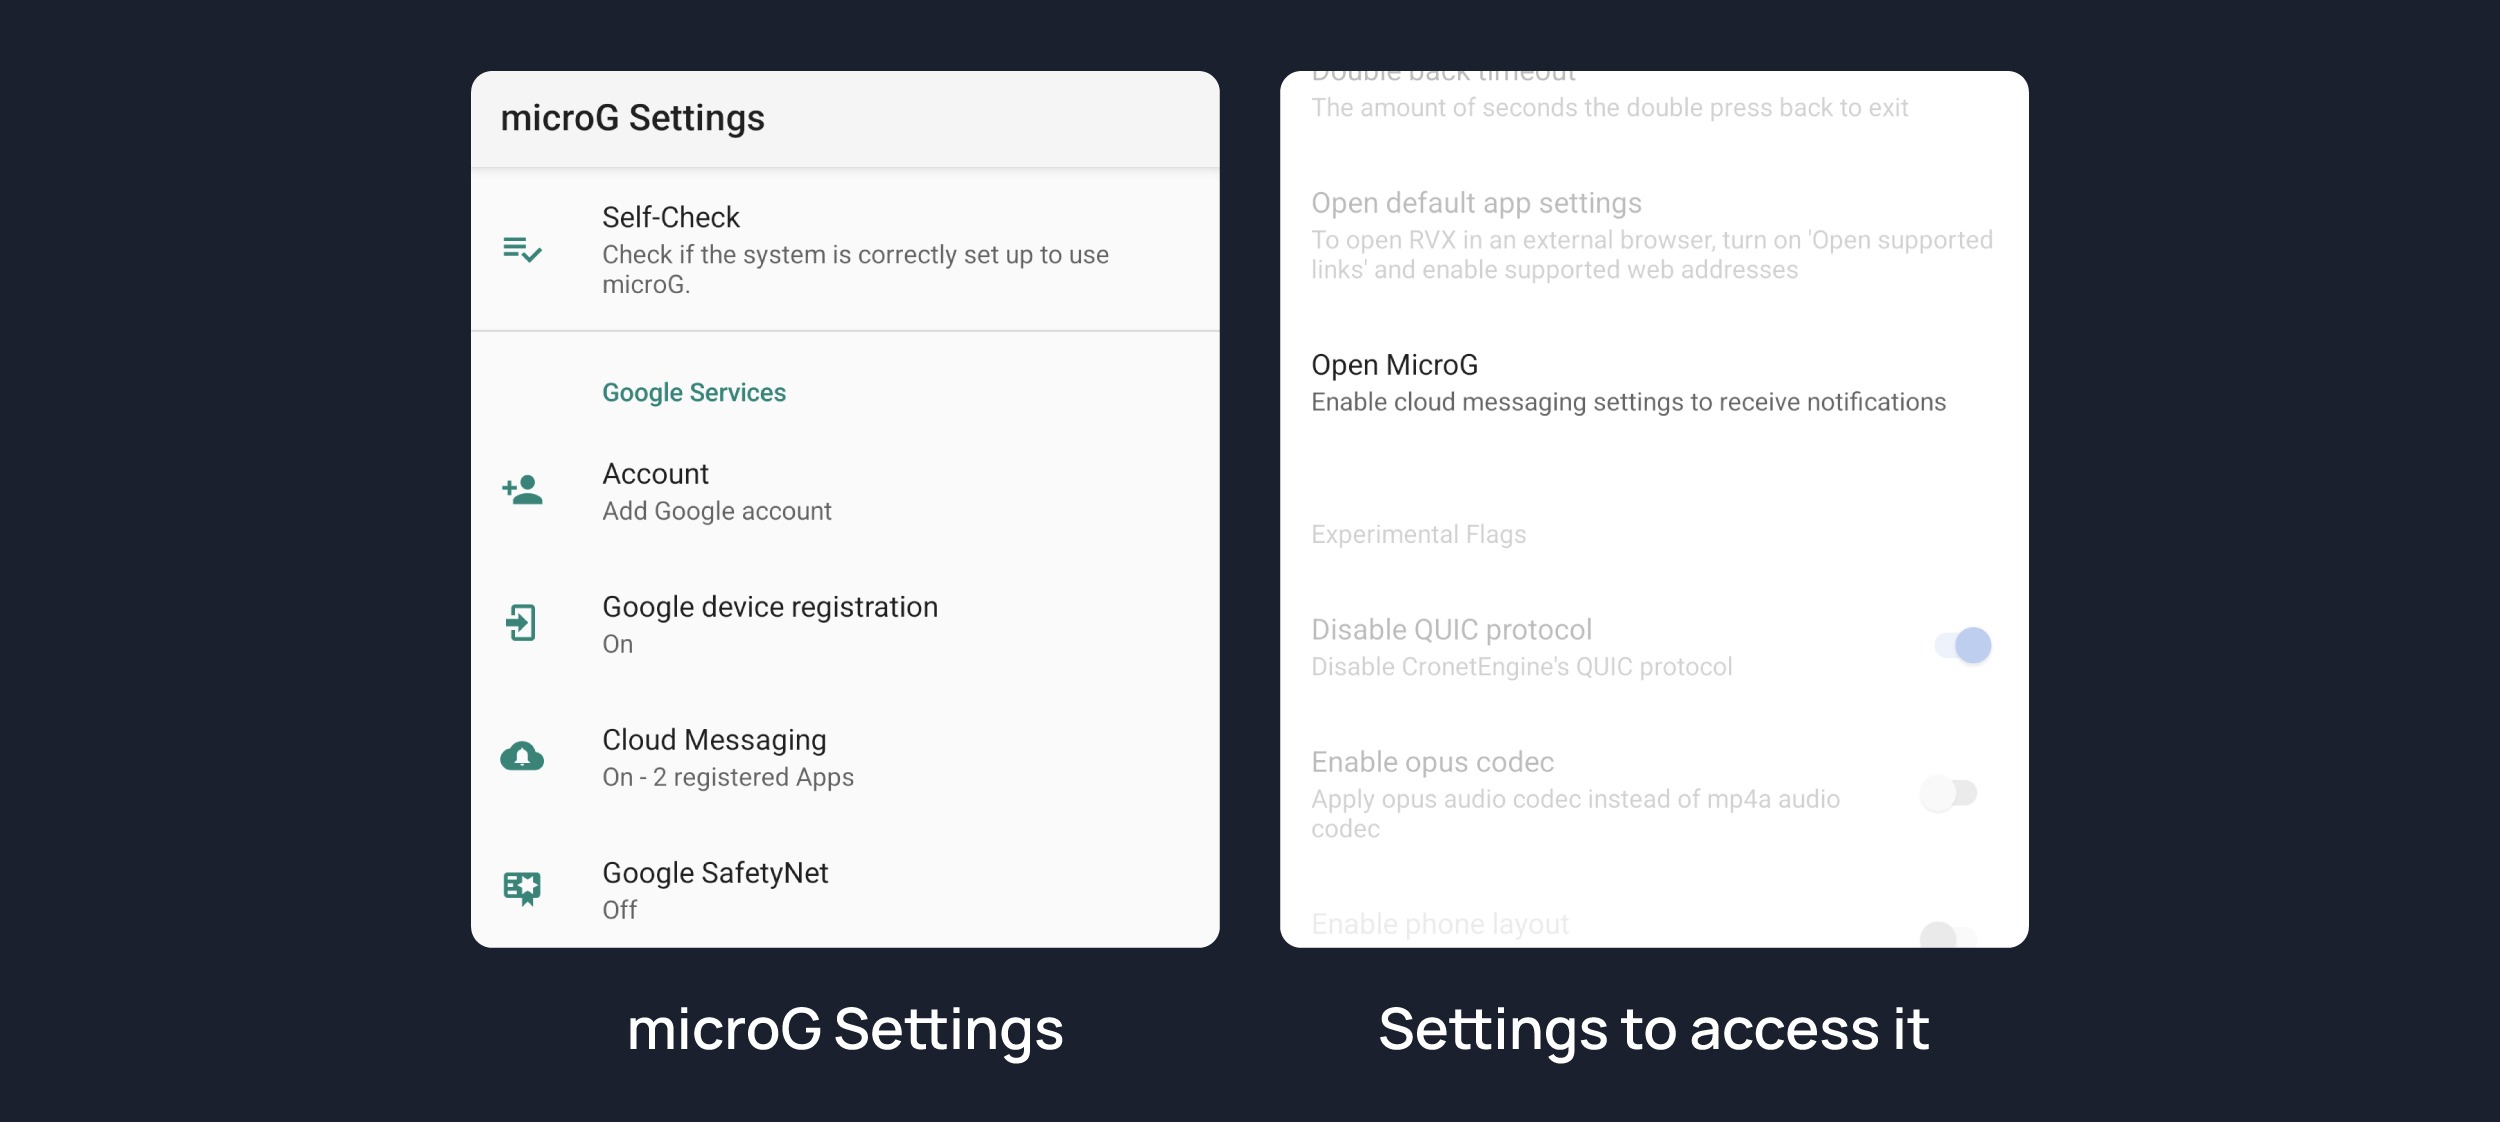 microG Settings
Self-Check
Check if the system is correctly set up to use
microG.
Google Services
Account
Add Google account
Google device registration
On
Cloud Messaging
On - 2 registered Apps
Google SafetyNet
Off
microG Settings
Double back timeout
The amount of seconds the double press back to exit
Open default app settings
To open RVX in an external browser, turn on 'Open supported
links' and enable supported web addresses
Open MicroG
Enable cloud messaging settings to receive notifications
Experimental Flags
Disable QUIC protocol
Disable CronetEngine's QUIC protocol
Enable opus codec
Apply opus audio codec instead of mp4a audio
codec
Enable phone layout
Settings to access it